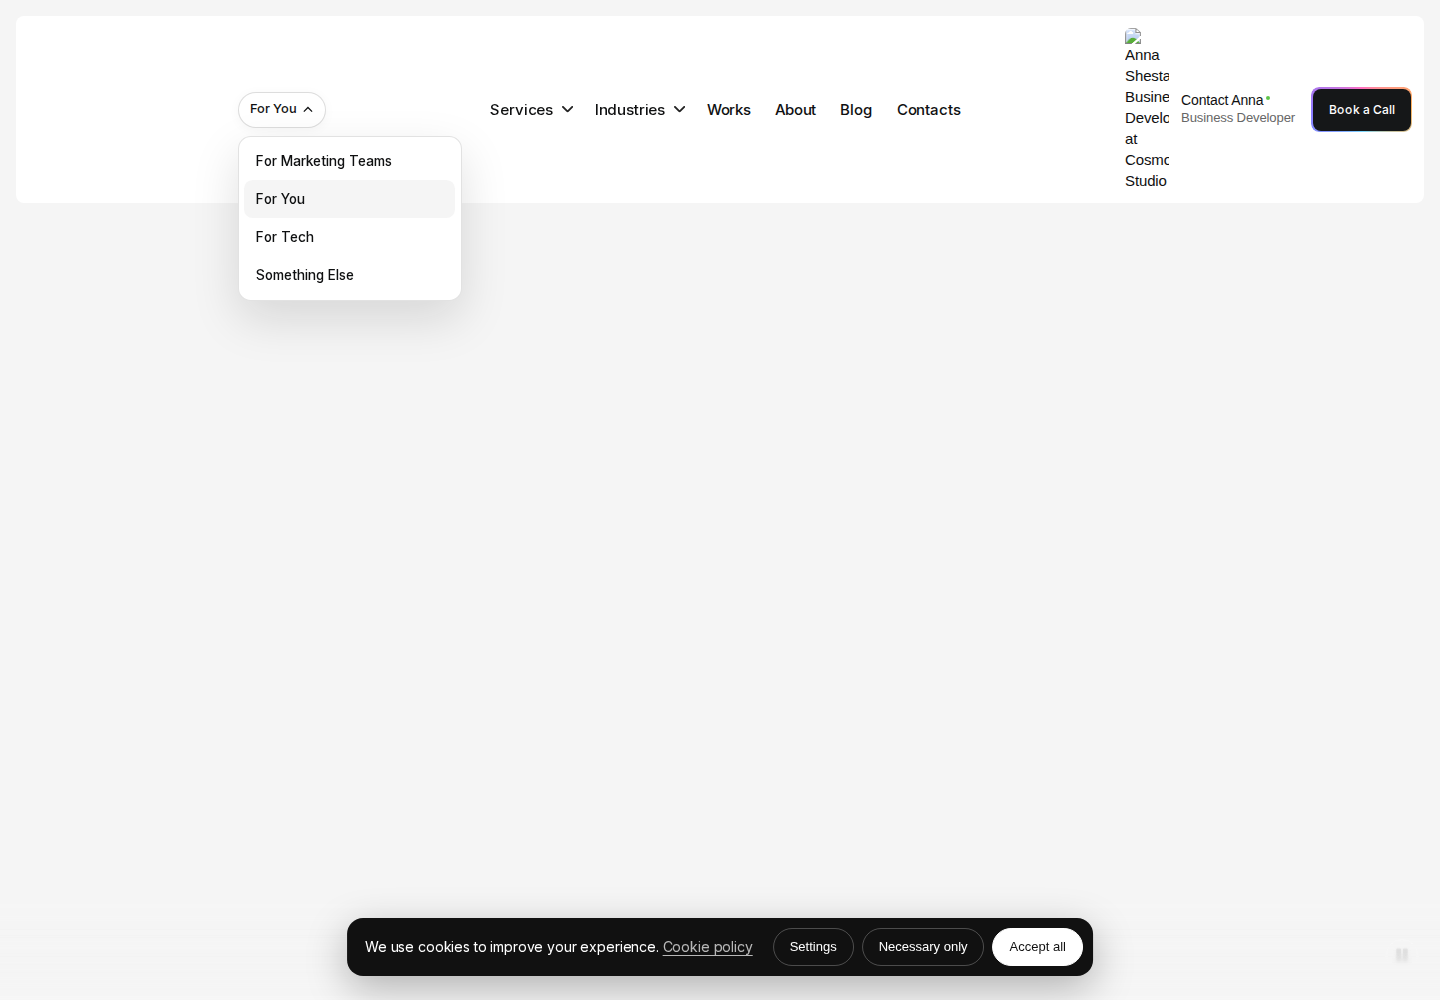 For You
Services
Industries
Works
About
Blog
Contacts
Anna
Shesta
Busine
Develo
at
Cosmo
Studio
Contact Anna
Business Developer
Book a Call
For Marketing Teams
For You
For Tech
Something Else
We use cookies to improve your experience. Cookie policy
Settings
Necessary only
Accept all